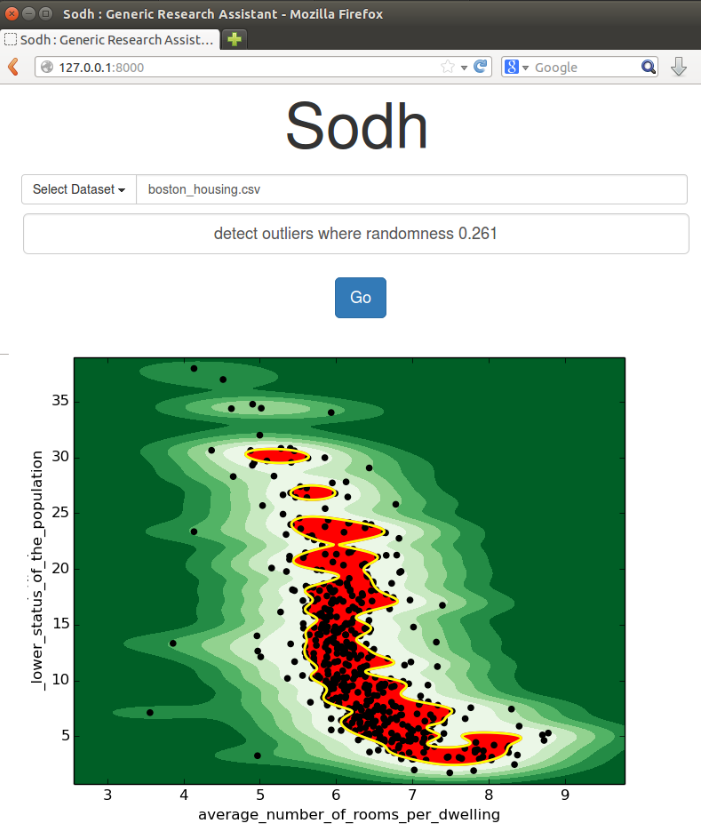 Sodh : Generic Research Assistant - Mozilla Firefox
Sodh : Generic Research Assist...
127.0.0.1:8000
Google
Sodh
Select Dataset
boston_housing.csv
detect outliers where randomness 0.261
Go
35
30
25
20
15
10
5
_lower_status_of_the_population
3 4 5 6 7 8 9
average_number_of_rooms_per_dwelling